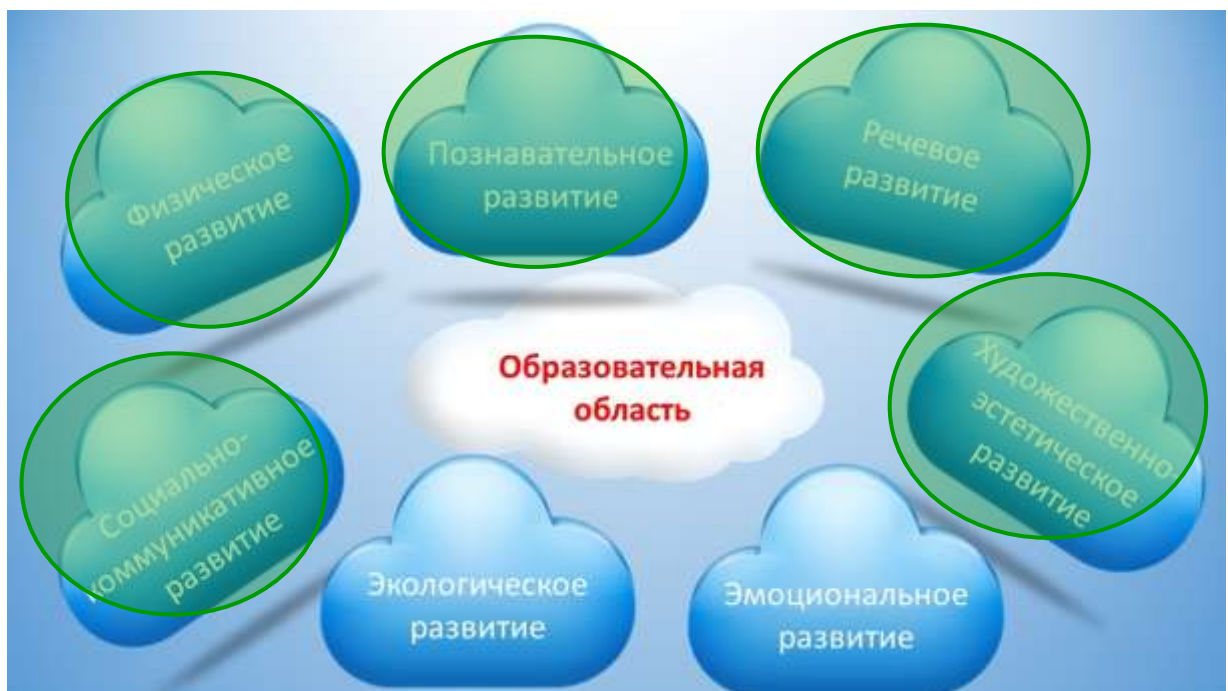 Физическое
развитие
Познавательное
развитие
Речевое
развитие
Образовательная
область
Художественно-
эстетическое
развитие
Социально-
коммуникативное
развитие
Экологическое
развитие
Эмоциональное
развитие